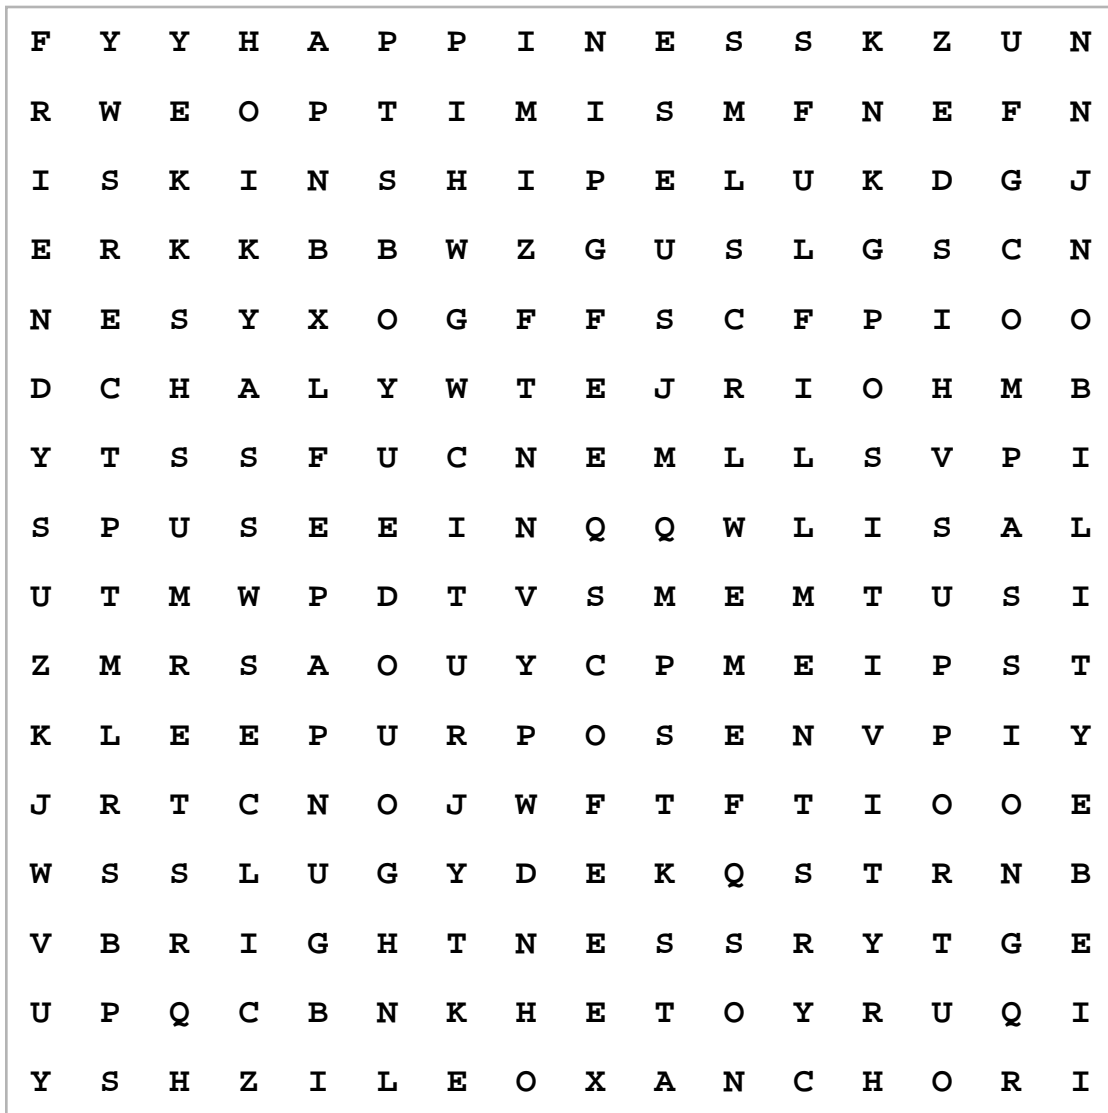 F Y Y H A P P I N E S S K Z U N
R W E O P T I M I S M F N E F N
I S K I N S H I P E L U K D G J
E R K K B B W Z G U S L G S C N
N E S Y X O G F F S C F P I O O
D C H A L Y W T E J R I O H M B
Y T S S F U C N E M L L S V P I
S P U S E E I N Q Q W L I S A L
U T M W P D T V S M E M T U S I
Z M R S A O U Y C P M E I P S T
K L E E P U R P O S E N V P I Y
J R T C N O J W F T F T I O O E
W S S L U G Y D E K Q S T R N B
V B R I G H T N E S S R Y T G E
U P Q C B N K H E T O Y R U Q I
Y S H Z I L E O X A N C H O R I